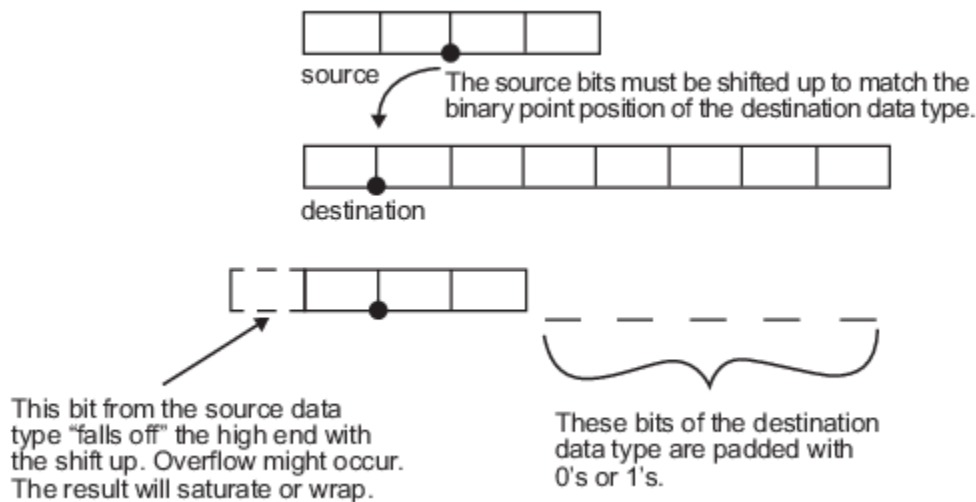 source
The source bits must be shifted up to match the
binary point position of the destination data type.
destination
This bit from the source data
type “falls off” the high end with
the shift up. Overflow might occur.
The result will saturate or wrap.
These bits of the destination
data type are padded with
0's or 1's.